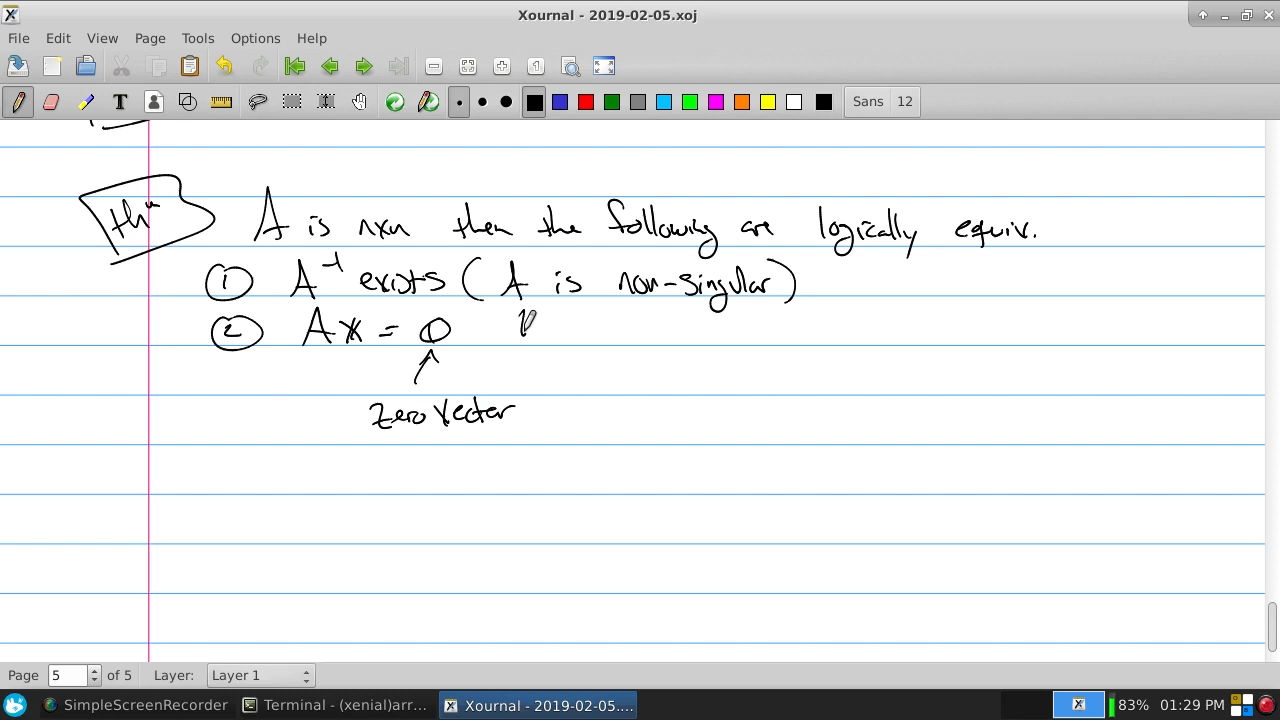 Xournal - 2019-02-05.xoj
File Edit View Page Tools Options Help
Sans 12
thm A is nxn then the following are logically equiv.
① A⁻¹ exists (A is non-singular)
② Ax = 0
zero vector
Page 5 of 5 Layer: Layer 1
SimpleScreenRecorder Terminal - (xenial)arr... Xournal - 2019-02-05.... 83% 01:29 PM